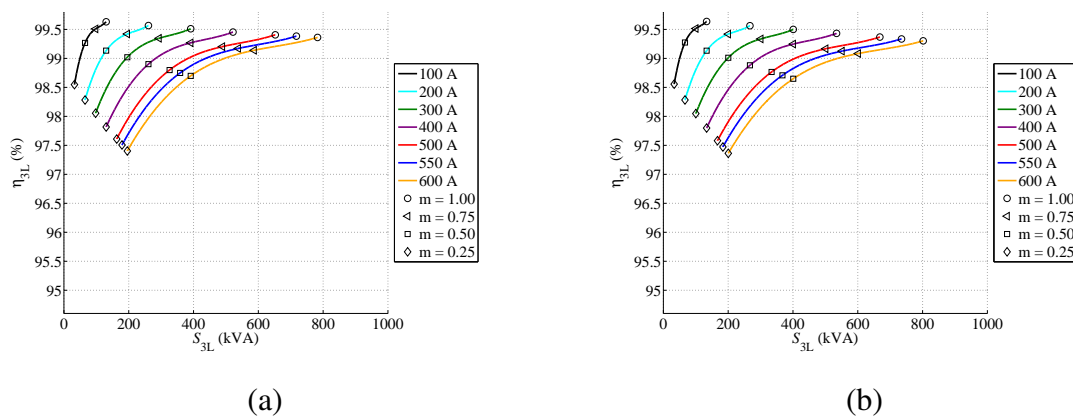 99.5
99
98.5
98
97.5
97
96.5
96
95.5
95
η3L (%)
0
200
400
600
800
1000
S3L (kVA)
100 A
200 A
300 A
400 A
500 A
550 A
600 A
m = 1.00
m = 0.75
m = 0.50
m = 0.25
(a)
99.5
99
98.5
98
97.5
97
96.5
96
95.5
95
η3L (%)
0
200
400
600
800
1000
S3L (kVA)
100 A
200 A
300 A
400 A
500 A
550 A
600 A
m = 1.00
m = 0.75
m = 0.50
m = 0.25
(b)